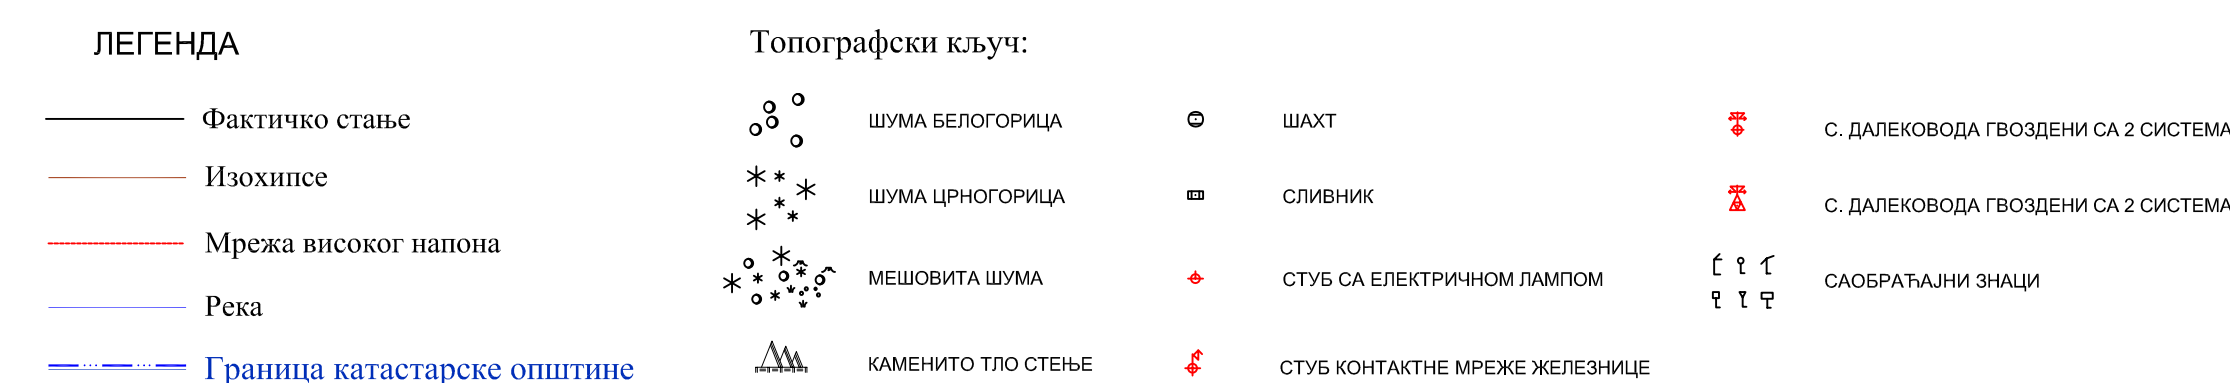 ЛЕГЕНДА
Фактичко стање
Изохипсе
Мрежа високог напона
Река
Граница катастарске општине
Топографски кључ:
ШУМА БЕЛОГОРИЦА
ШУМА ЦРНОГОРИЦА
МЕШОВИТА ШУМА
КАМЕНИТО ТЛО СТЕЊЕ
ШАХТ
СЛИВНИК
СТУБ СА ЕЛЕКТРИЧНОМ ЛАМПОМ
СТУБ КОНТАКТНЕ МРЕЖЕ ЖЕЛЕЗНИЦЕ
С. ДАЛЕКОВОДА ГВОЗДЕНИ СА 2 СИСТЕМА
С. ДАЛЕКОВОДА ГВОЗДЕНИ СА 2 СИСТЕМА
САОБРАЋАЈНИ ЗНАЦИ